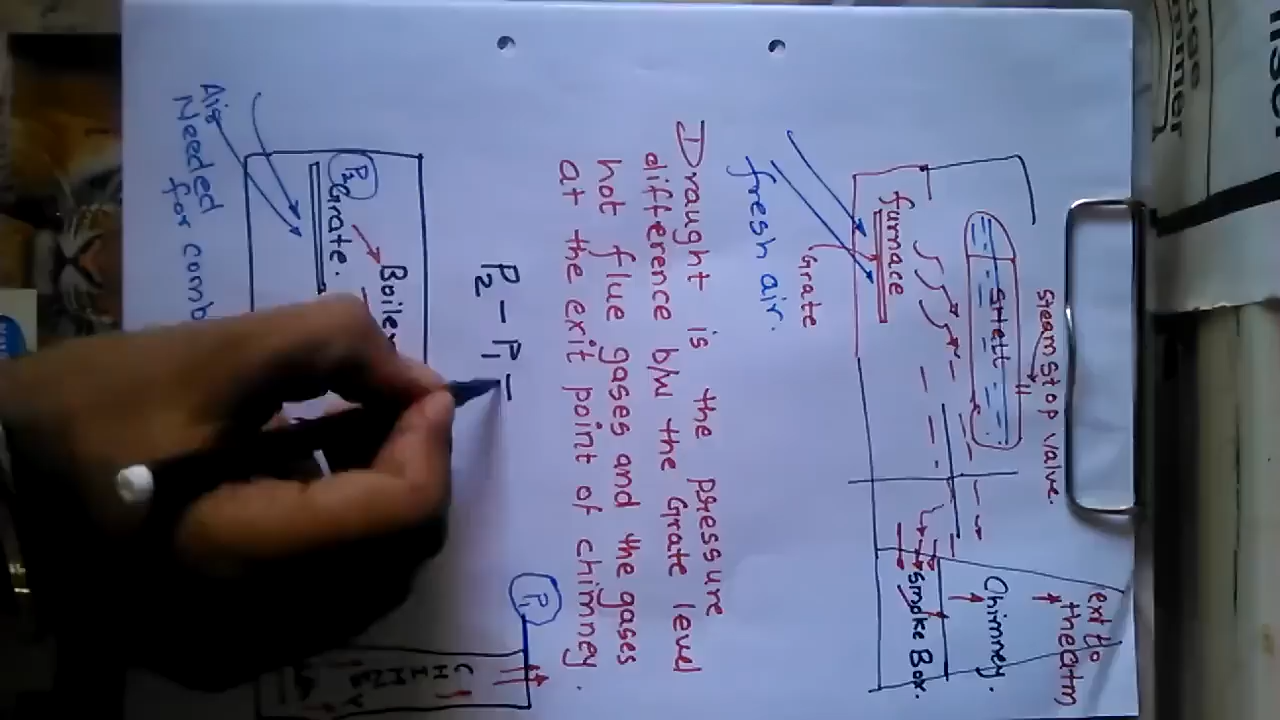 steam stop valve.
shell
furnace
Grate
fresh air.
ext to
the atm
Chimney.
smoke Box.
Draught is the pressure
difference b/w the Grate level
hot flue gases and the gases
at the exit point of chimney.
P2 - P1 -
P1
P2
Grate.
Boiler
Air
Needed
for comb